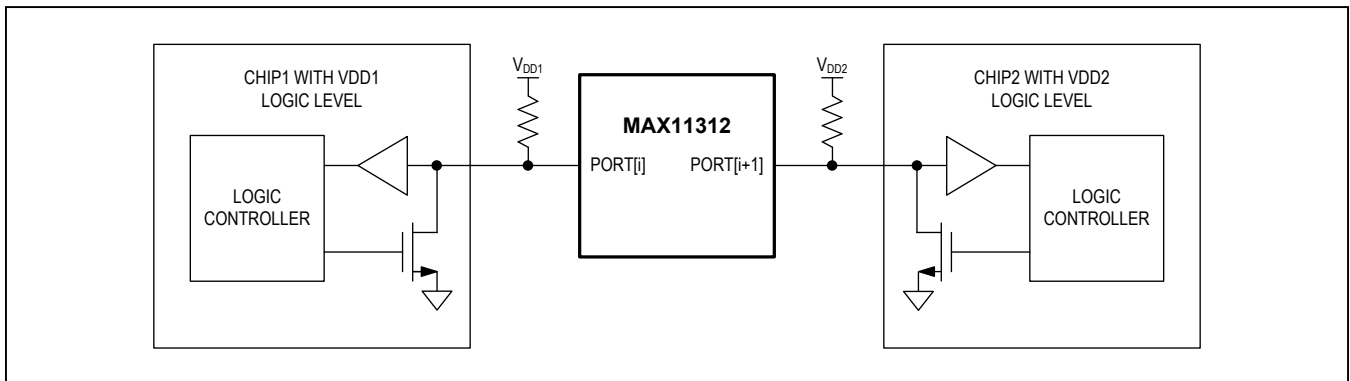 CHIP1 WITH VDD1
LOGIC LEVEL
LOGIC
CONTROLLER
VDD1
MAX11312
PORT[i]
PORT[i+1]
VDD2
CHIP2 WITH VDD2
LOGIC LEVEL
LOGIC
CONTROLLER